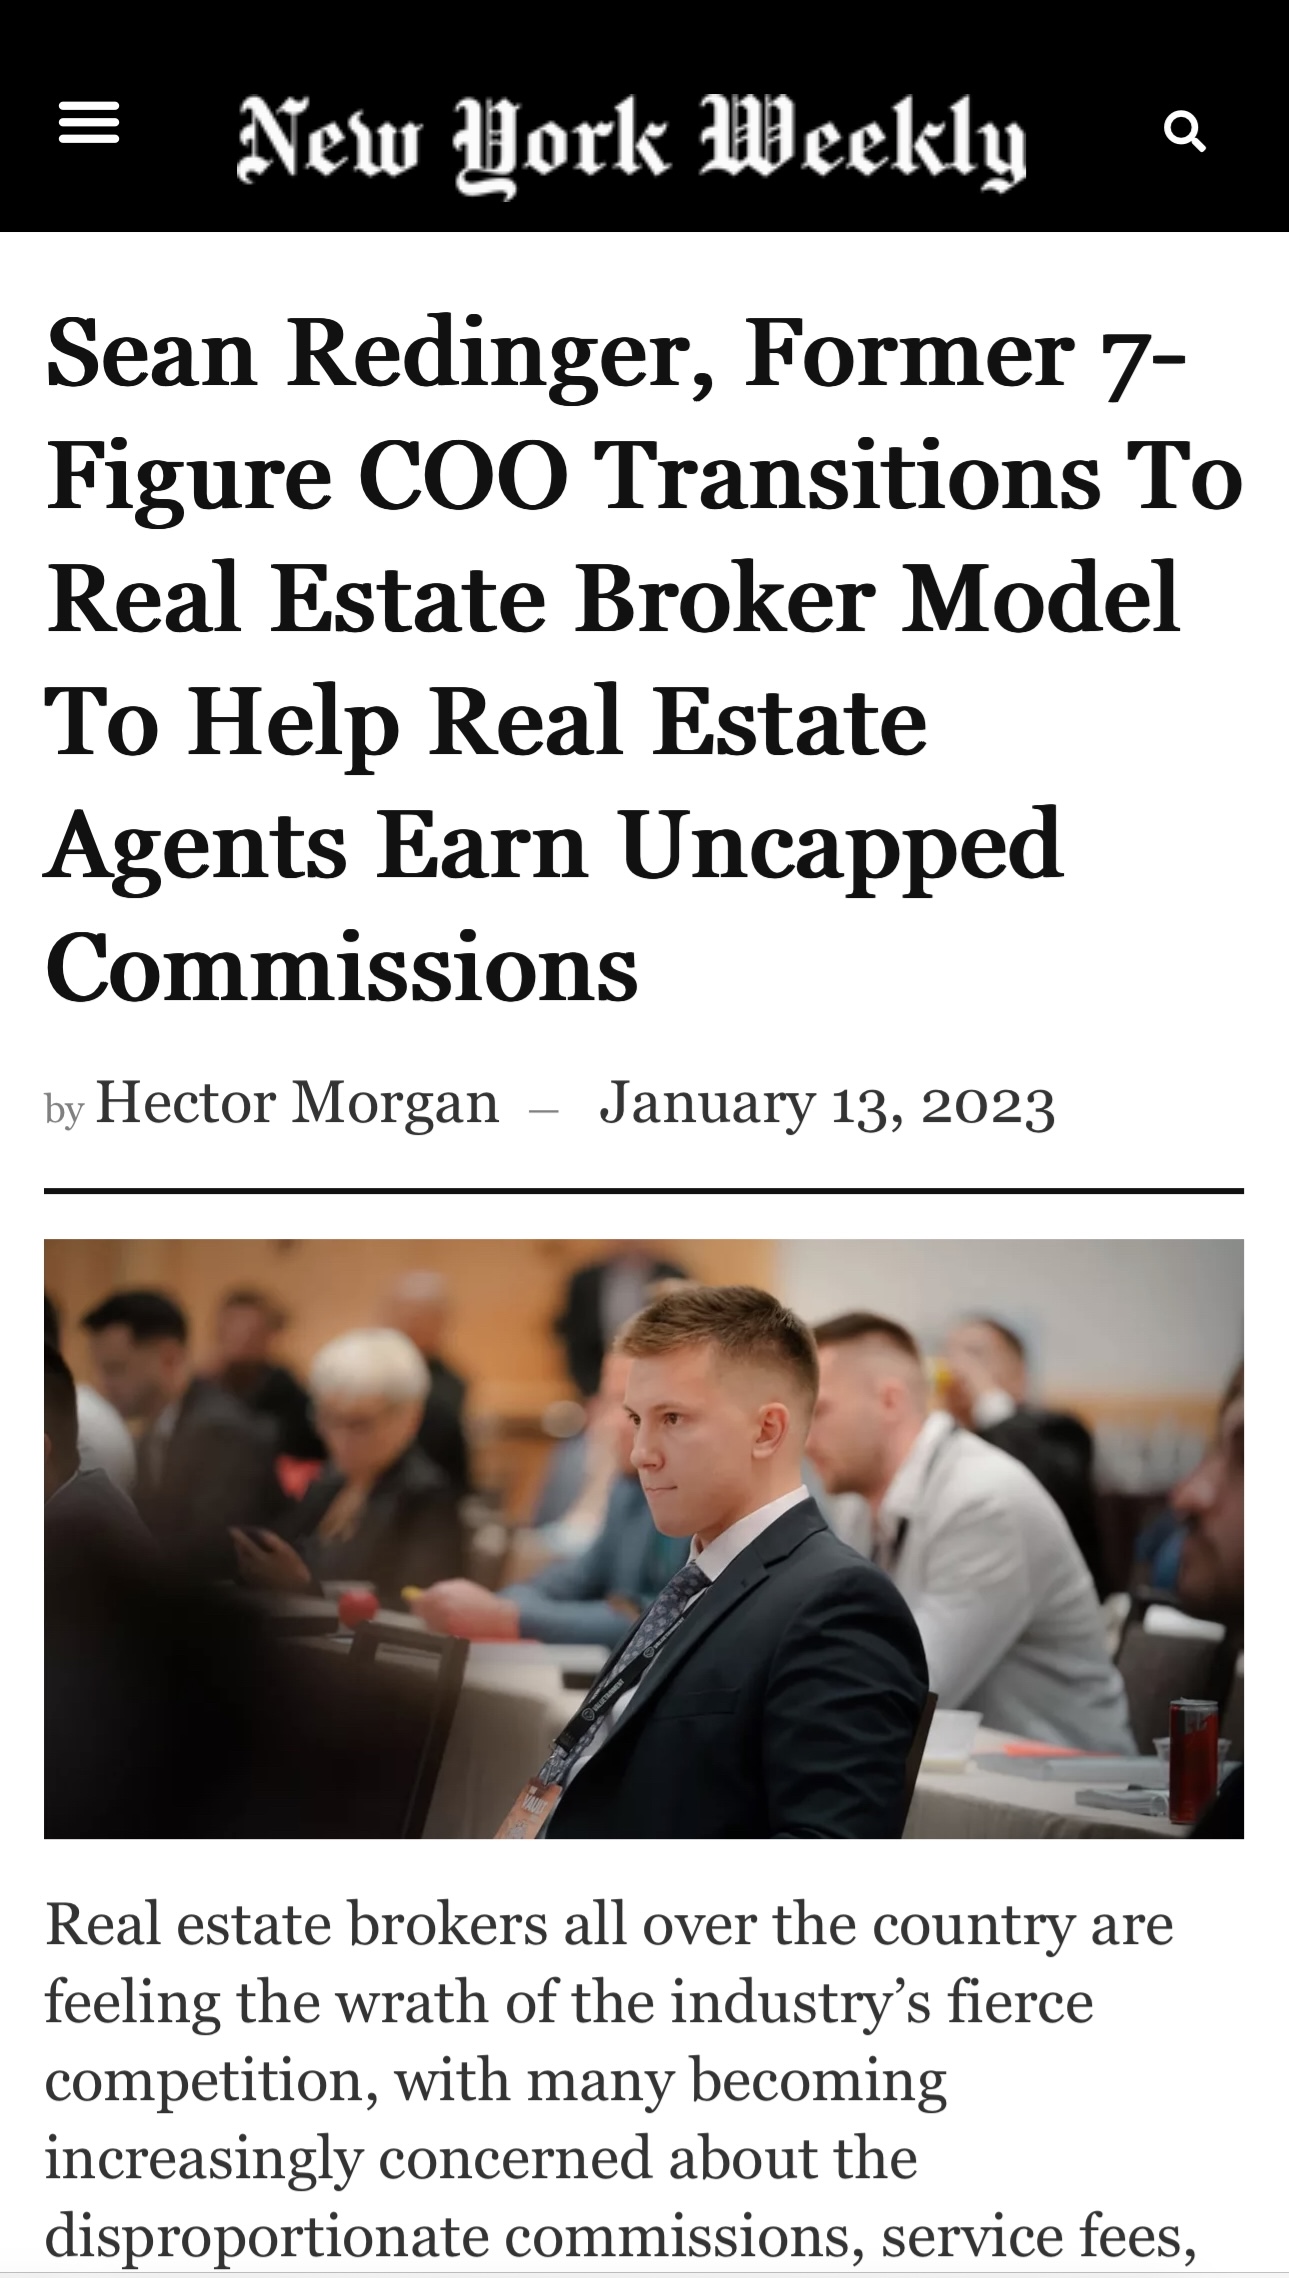 New York Weekly
Sean Redinger, Former 7-
Figure COO Transitions To
Real Estate Broker Model
To Help Real Estate
Agents Earn Uncapped
Commissions
by Hector Morgan – January 13, 2023
VAULT
Real estate brokers all over the country are
feeling the wrath of the industry’s fierce
competition, with many becoming
increasingly concerned about the
disproportionate commissions, service fees,